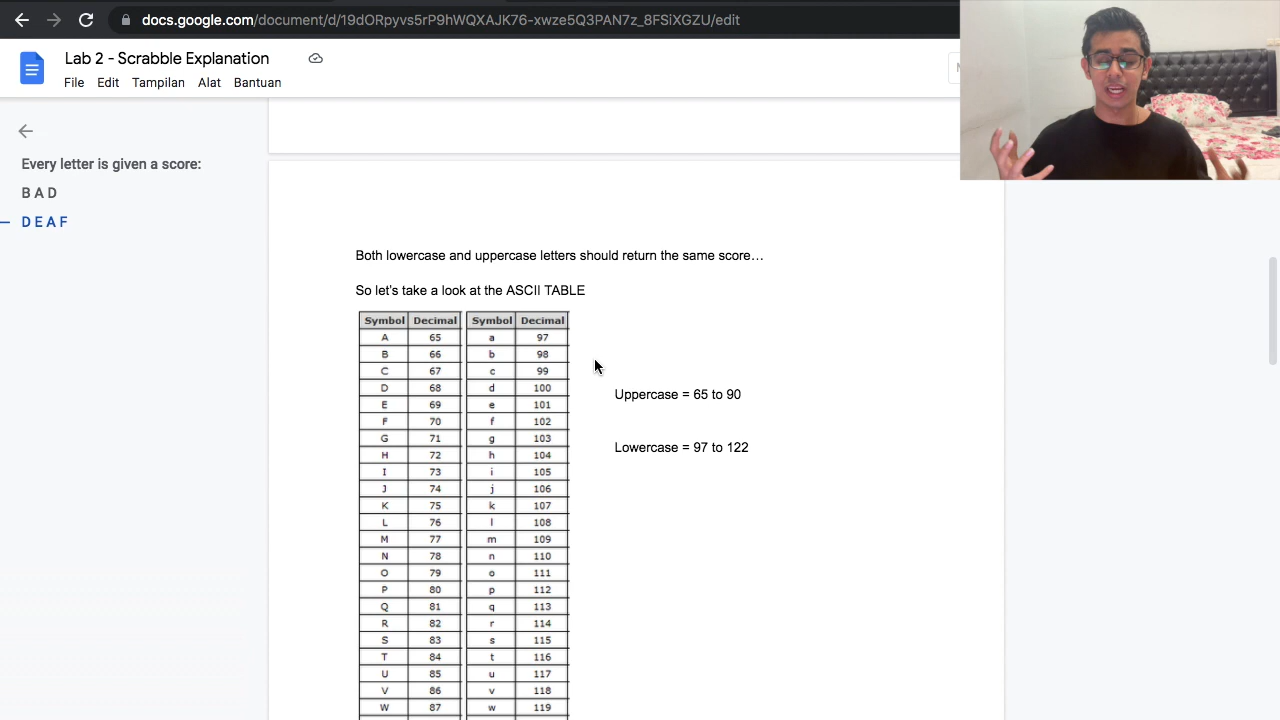 docs.google.com/document/d/19dORpyvs5rP9hWQXAJK76-xwze5Q3PAN7z_8FSiXGZU/edit
Lab 2 - Scrabble Explanation
File Edit Tampilan Alat Bantuan
Every letter is given a score:
B A D
D E A F
Both lowercase and uppercase letters should return the same score…
So let's take a look at the ASCII TABLE
Symbol Decimal Symbol Decimal
A 65 a 97
B 66 b 98
C 67 c 99
D 68 d 100
E 69 e 101
F 70 f 102
G 71 g 103
H 72 h 104
I 73 i 105
J 74 j 106
K 75 k 107
L 76 l 108
M 77 m 109
N 78 n 110
O 79 o 111
P 80 p 112
Q 81 q 113
R 82 r 114
S 83 s 115
T 84 t 116
U 85 u 117
V 86 v 118
W 87 w 119
Uppercase = 65 to 90
Lowercase = 97 to 122